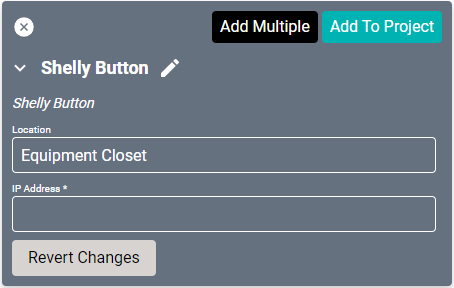 Add Multiple Add To Project
Shelly Button
Shelly Button
Location
Equipment Closet
IP Address *
Revert Changes